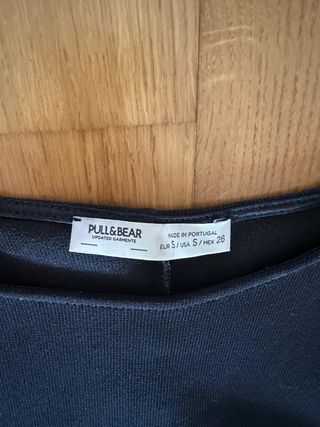 PULL&BEAR
UPDATED GARMENTS
MADE IN PORTUGAL
EUR S / USA S / MEX 26